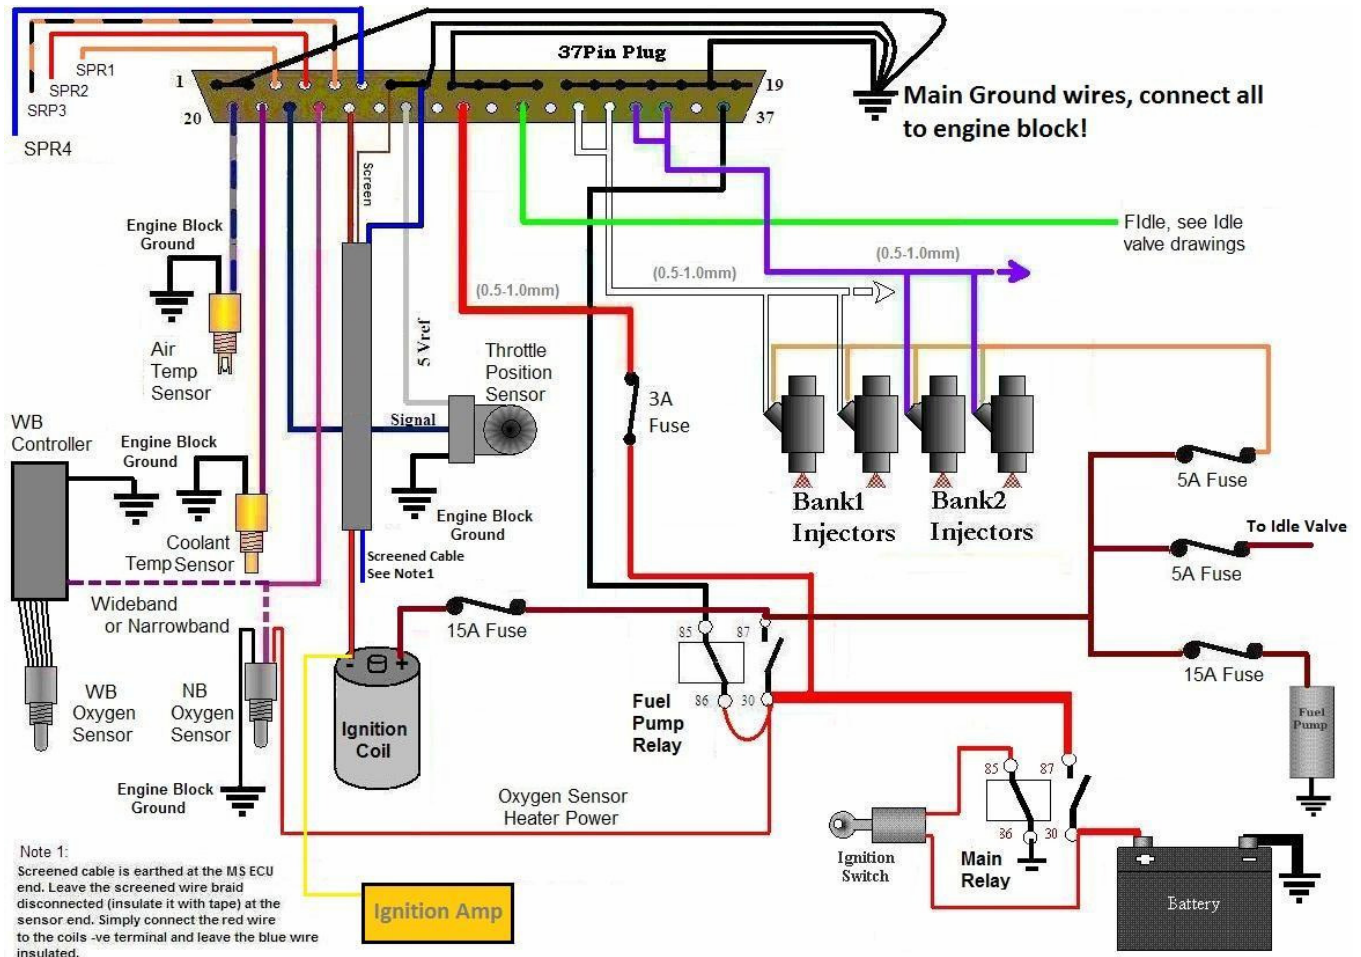 37Pin Plug
1
19
20
37
SPR1
SPR2
SRP3
SPR4
Main Ground wires, connect all
to engine block!
Screen
Engine Block
Ground
FIdle, see Idle
valve drawings
(0.5-1.0mm)
(0.5-1.0mm)
(0.5-1.0mm)
5 Vref
Air
Temp
Sensor
Throttle
Position
Sensor
3A
Fuse
Signal
WB
Controller
Engine Block
Ground
5A Fuse
Bank1
Injectors
Bank2
Injectors
Engine Block
Ground
To Idle Valve
Coolant
Temp Sensor
Screened Cable
See Note1
5A Fuse
Wideband
or Narrowband
15A Fuse
85
87
15A Fuse
86
30
Fuel
Pump
Relay
WB
Oxygen
Sensor
NB
Oxygen
Sensor
- +
Ignition
Coil
Fuel
Pump
85
87
Engine Block
Ground
Oxygen Sensor
Heater Power
36
30
Ignition
Switch
Main
Relay
+ -
Battery
Note 1:
Screened cable is earthed at the MS ECU
end. Leave the screened wire braid
disconnected (insulate it with tape) at the
sensor end. Simply connect the red wire
to the coils -ve terminal and leave the blue wire
insulated.
Ignition Amp